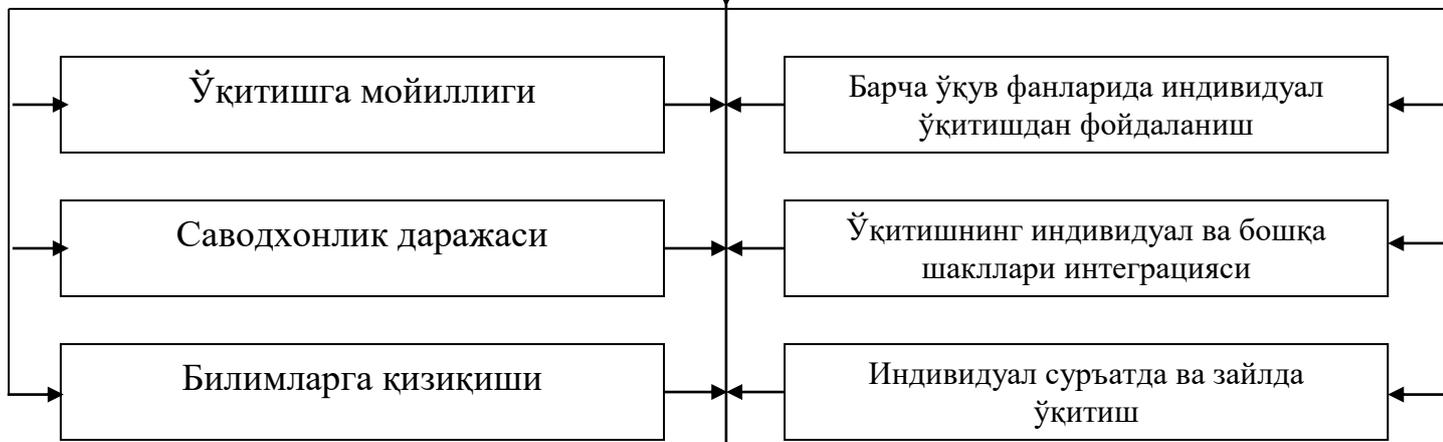 Ўқитишга мойиллиги
Барча ўқув фанларида индивидуал
ўқитишдан фойдаланиш
Саводхонлик даражаси
Ўқитишнинг индивидуал ва бошқа
шакллари интеграцияси
Билимларга қизиқиши
Индивидуал суръатда ва зайлда
ўқитиш